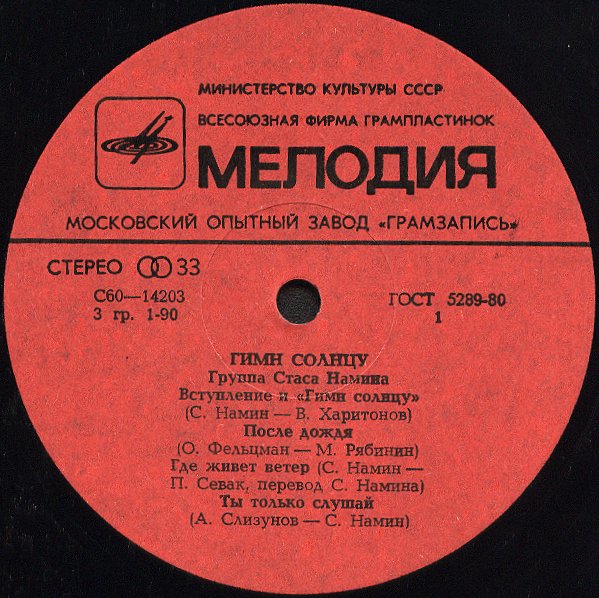 МИНИСТЕРСТВО КУЛЬТУРЫ СССР
ВСЕСОЮЗНАЯ ФИРМА ГРАМПЛАСТИНОК
МЕЛОДИЯ
МОСКОВСКИЙ ОПЫТНЫЙ ЗАВОД «ГРАМЗАПИСЬ»
СТЕРЕО 33
С60—14203 ГОСТ 5289-80
3 гр. 1-90 1
ГИМН СОЛНЦУ
Группа Стаса Намина
Вступление и «Гимн солнцу»
(С. Намин — В. Харитонов)
После дождя
(О. Фельцман — М. Рябинин)
Где живет ветер (С. Намин —
П. Севак, перевод С. Намина)
Ты только слушай
(А. Слизунов — С. Намин)